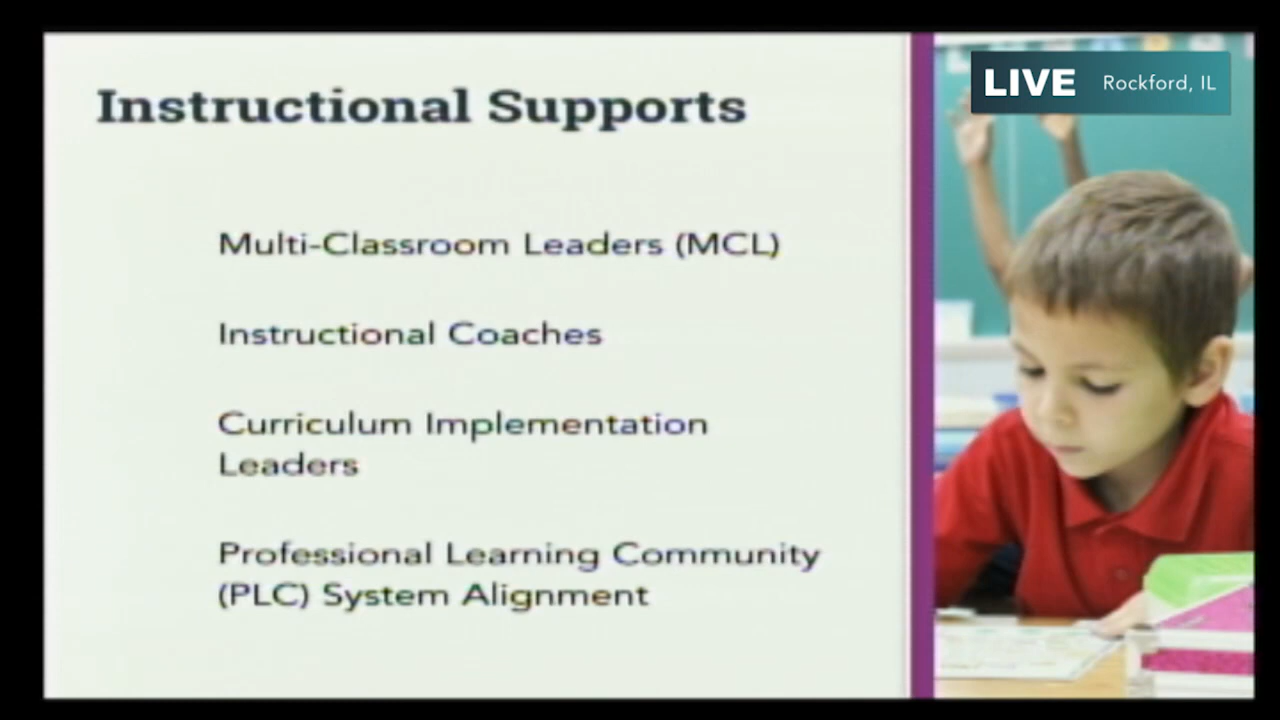 LIVE Rockford, IL
Instructional Supports
Multi-Classroom Leaders (MCL)
Instructional Coaches
Curriculum Implementation
Leaders
Professional Learning Community
(PLC) System Alignment